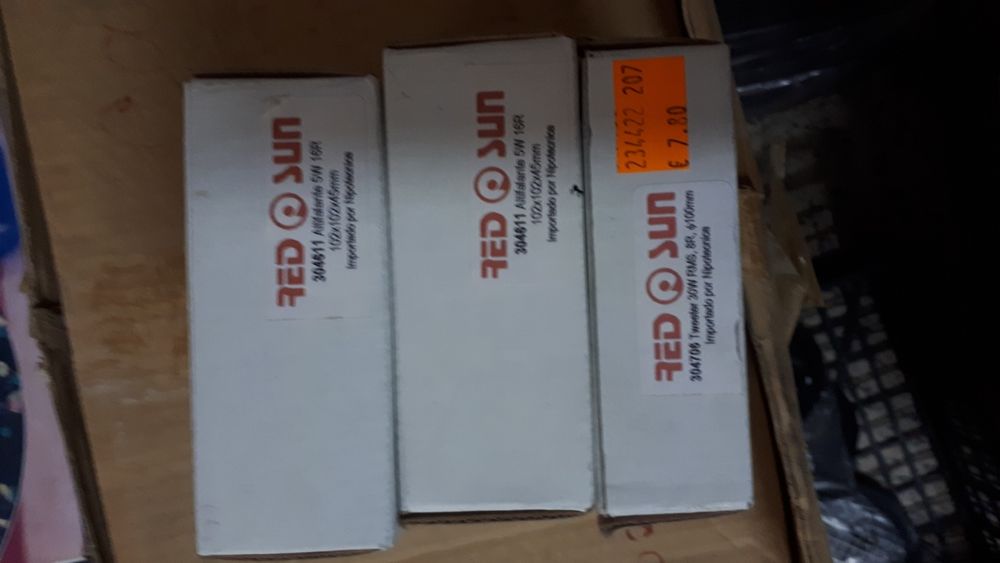 RED SUN
304611 Altifalante 5W 16R
102x102x45mm
Importado por Nipotecnica
RED SUN
304611 Altifalante 5W 16R
102x102x45mm
Importado por Nipotecnica
234422 207
€ 7.80
RED SUN
304706 Tweeter 30W RMS, 8R, ϕ100mm
Importado por Nipotecnica